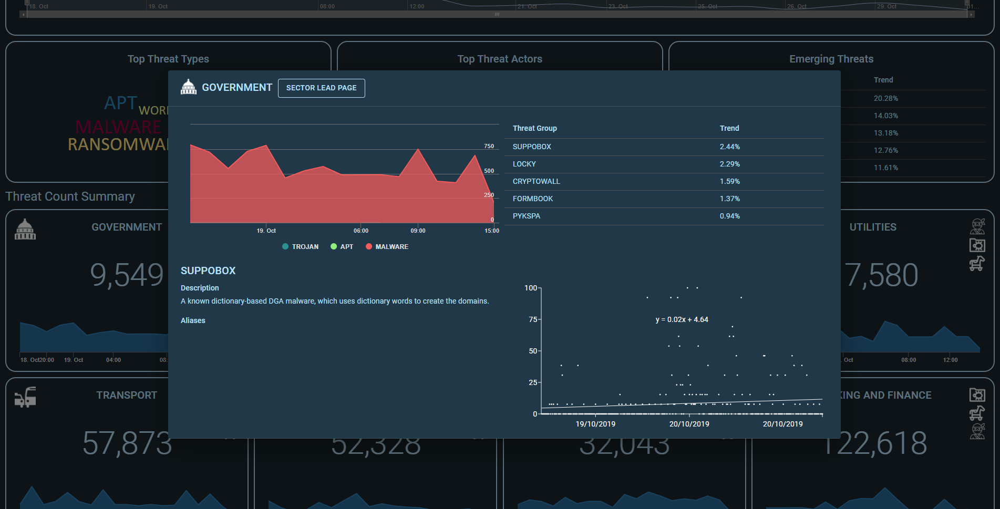 18. Oct 19. Oct 08:00 12:00 21. Oct 23. Oct 25. Oct 26. Oct 29. Oct 31...
Top Threat Types
APT
MALWARE
Top Threat Actors
Emerging Threats
Trend
20.28%
14.03%
13.18%
12.76%
11.61%
GOVERNMENT SECTOR LEAD PAGE
750
500
250
0
19. Oct 06:00 09:00 15:00
TROJAN APT MALWARE
Threat Group Trend
SUPPOBOX 2.44%
LOCKY 2.29%
CRYPTOWALL 1.59%
FORMBOOK 1.37%
PYKSPA 0.94%
SUPPOBOX
Description
A known dictionary-based DGA malware, which uses dictionary words to create the domains.
Aliases
100
75
50
25
0
y = 0.02x + 4.64
19/10/2019 20/10/2019 20/10/2019
Threat Count Summary
GOVERNMENT
9,549
18. Oct 20:00 19. Oct 04:00 08:
UTILITIES
7,580
Oct 08:00 12:00
TRANSPORT
57,873
52,328
32,043
KING AND FINANCE
122,618